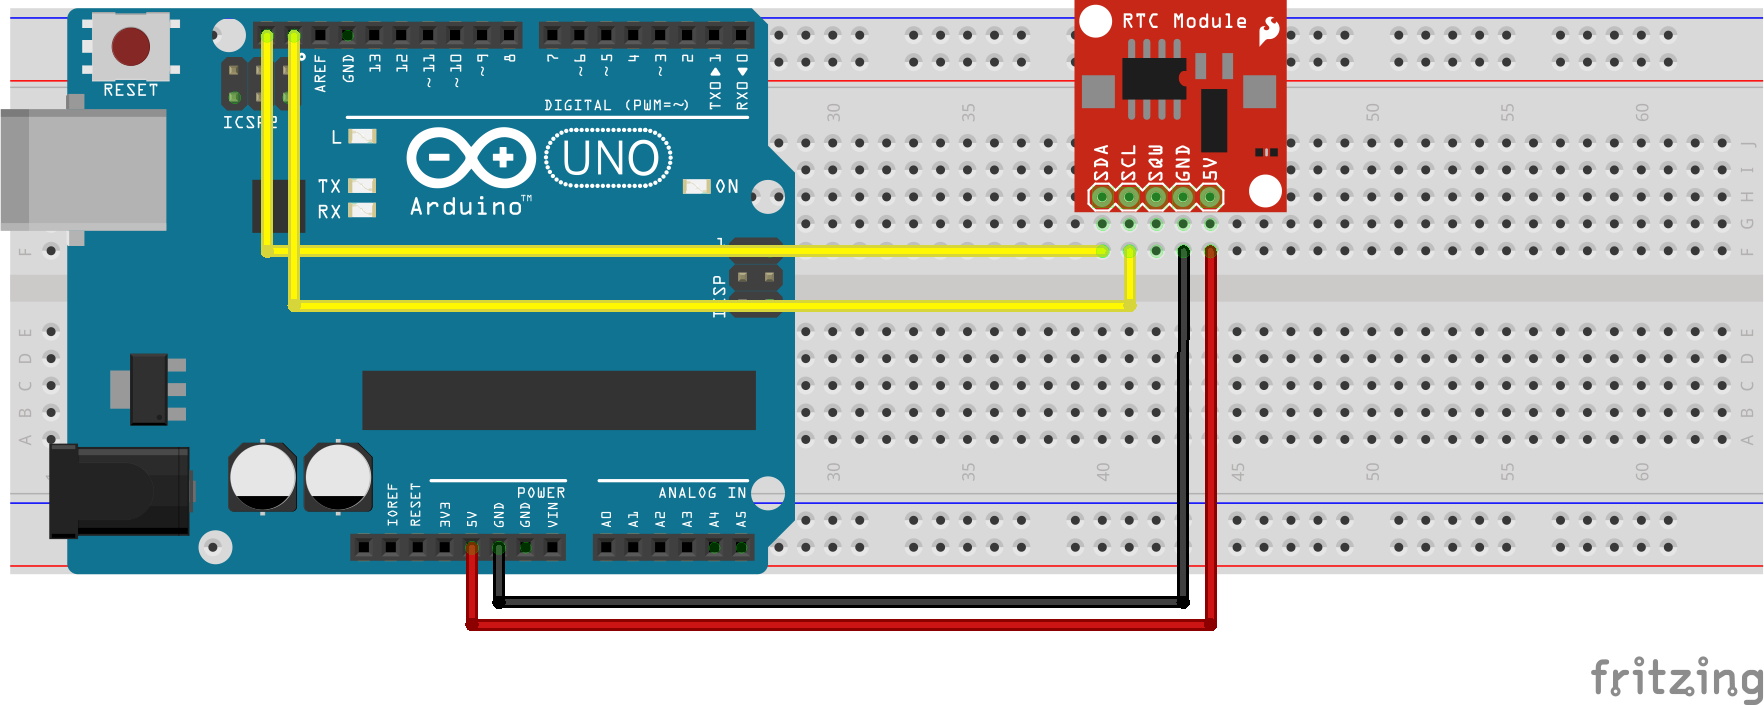 RTC Module
RESET
AREF
GND
13
12
~11
~10
~9
8
7
~6
~5
4
~3
2
TX0▶1
RX0◀0
DIGITAL (PWM=~)
ICSP2
L
TX
RX
UNO
Arduino™
ON
SDA
SCL
SQW
GND
5V
30
35
50
55
60
J
I
H
G
F
F
1
ICSP
E
D
C
B
A
E
D
C
B
A
30
35
40
45
50
55
60
POWER
ANALOG IN
IOREF
RESET
3V3
5V
GND
GND
VIN
A0
A1
A2
A3
A4
A5
fritzing